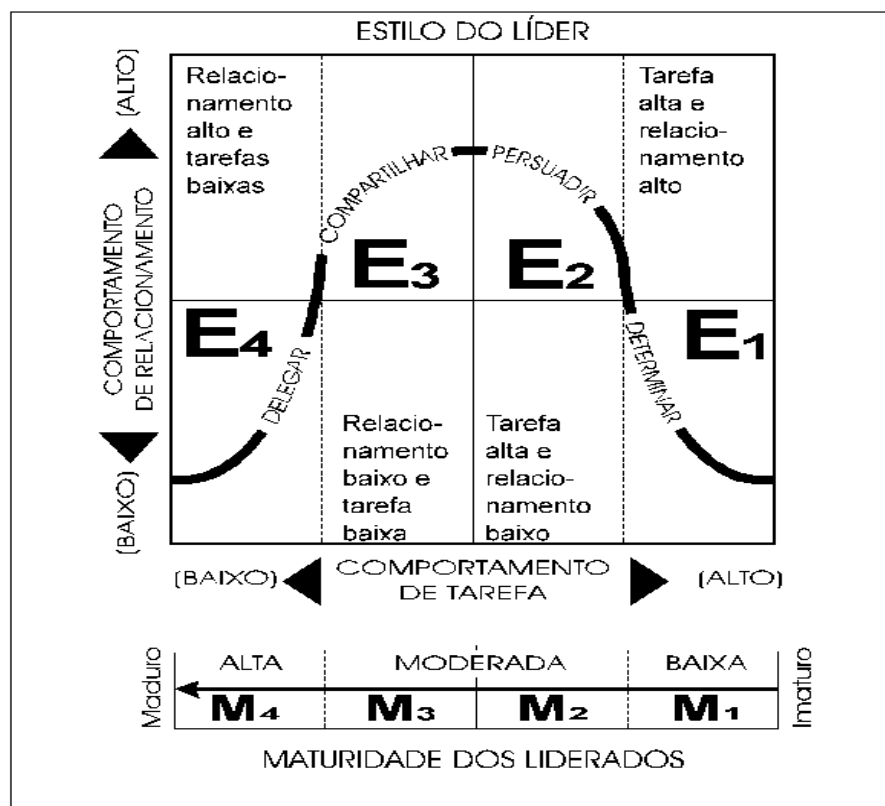 ESTILO DO LÍDER
(ALTO)
COMPORTAMENTO
DE RELACIONAMENTO
(BAIXO)
Relacio-
namento
alto e
tarefas
baixas
Tarefa
alta e
relacio-
namento
alto
COMPARTILHAR
PERSUADIR
E3
E2
E4
E1
DELEGAR
DETERMINAR
Relacio-
namento
baixo e
tarefa
baixa
Tarefa
alta e
relacio-
namento
baixo
(BAIXO)
COMPORTAMENTO
DE TAREFA
(ALTO)
Maduro
ALTA
MODERADA
BAIXA
Imaturo
M4
M3
M2
M1
MATURIDADE DOS LIDERADOS